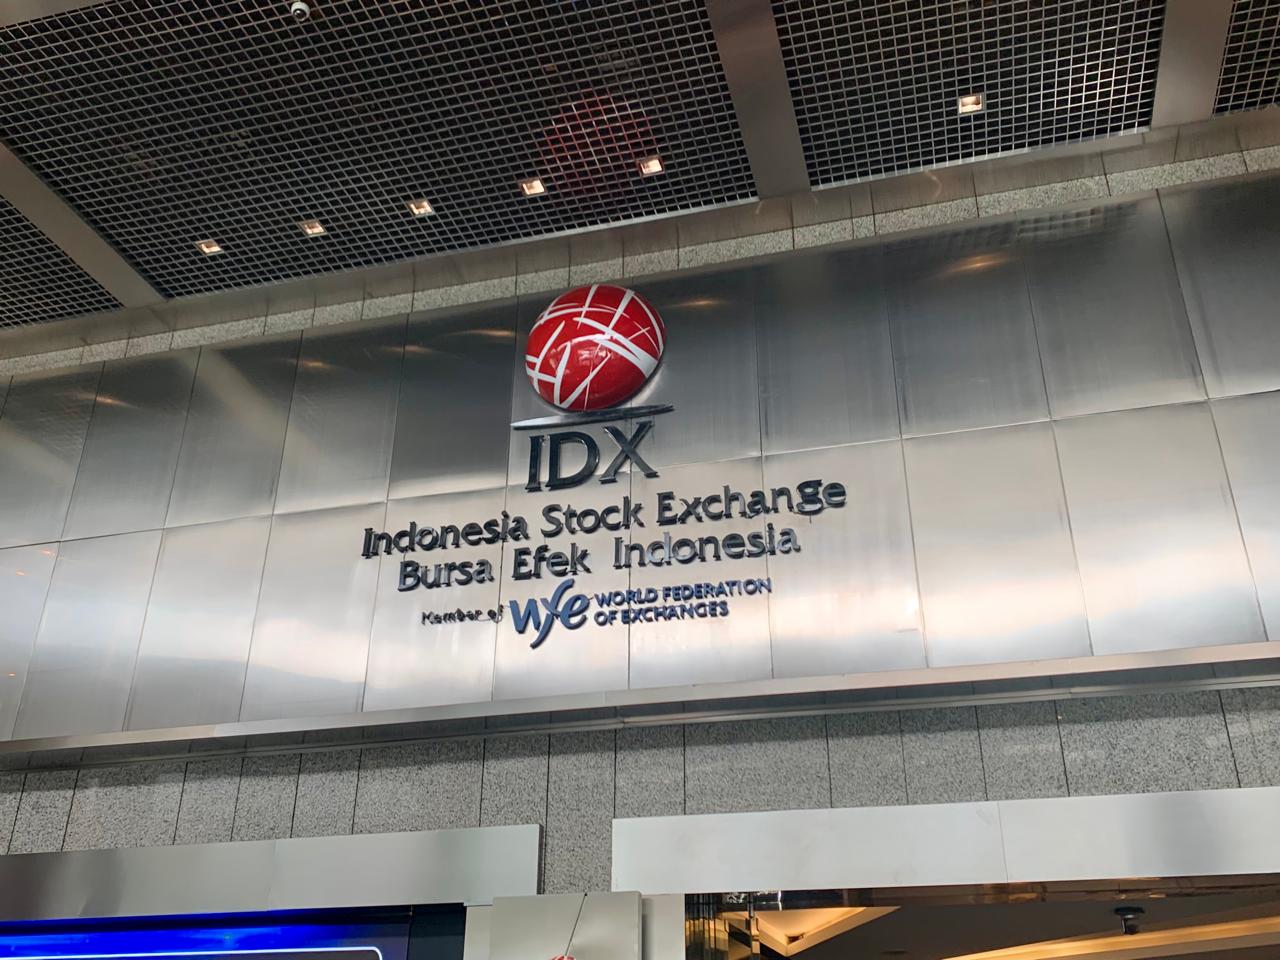 IDX
Indonesia Stock Exchange
Bursa Efek Indonesia
Member of wfe WORLD FEDERATION
OF EXCHANGES